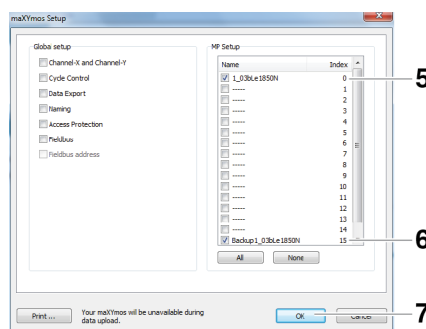 maXYmos Setup
Globa setup
Channel-X and Channel-Y
Cycle Control
Data Export
Naming
Access Protection
Fieldbus
Fieldbus address
MP Setup
Name Index
1_03bLe1850N 0
----- 1
----- 2
----- 3
----- 4
----- 5
----- 6
----- 7
----- 8
----- 9
----- 10
----- 11
----- 12
----- 13
----- 14
Backup1_03bLe1850N 15
All None
Print ... Your maXYmos wil be unavailable during
data upload.
OK Cancel
5
6
7